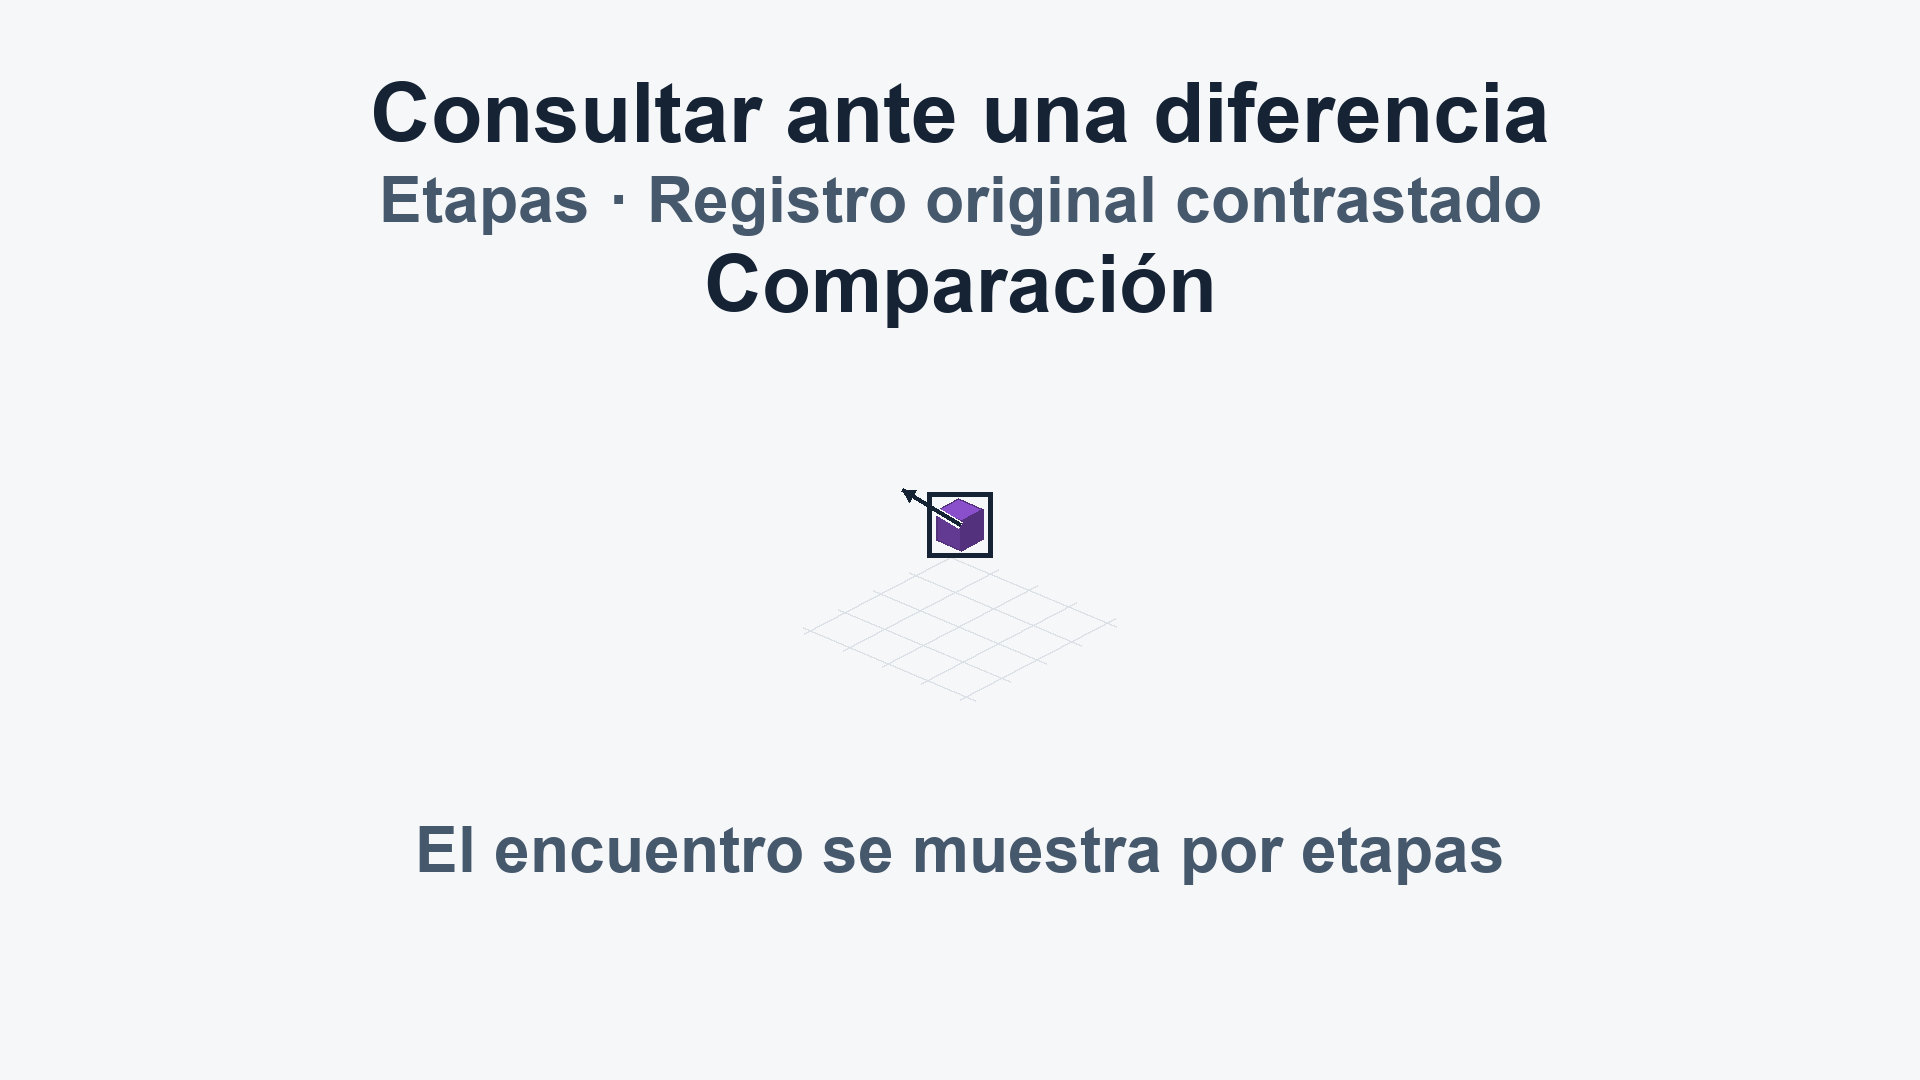 Consultar ante una diferencia
Etapas · Registro original contrastado
Comparación
El encuentro se muestra por etapas